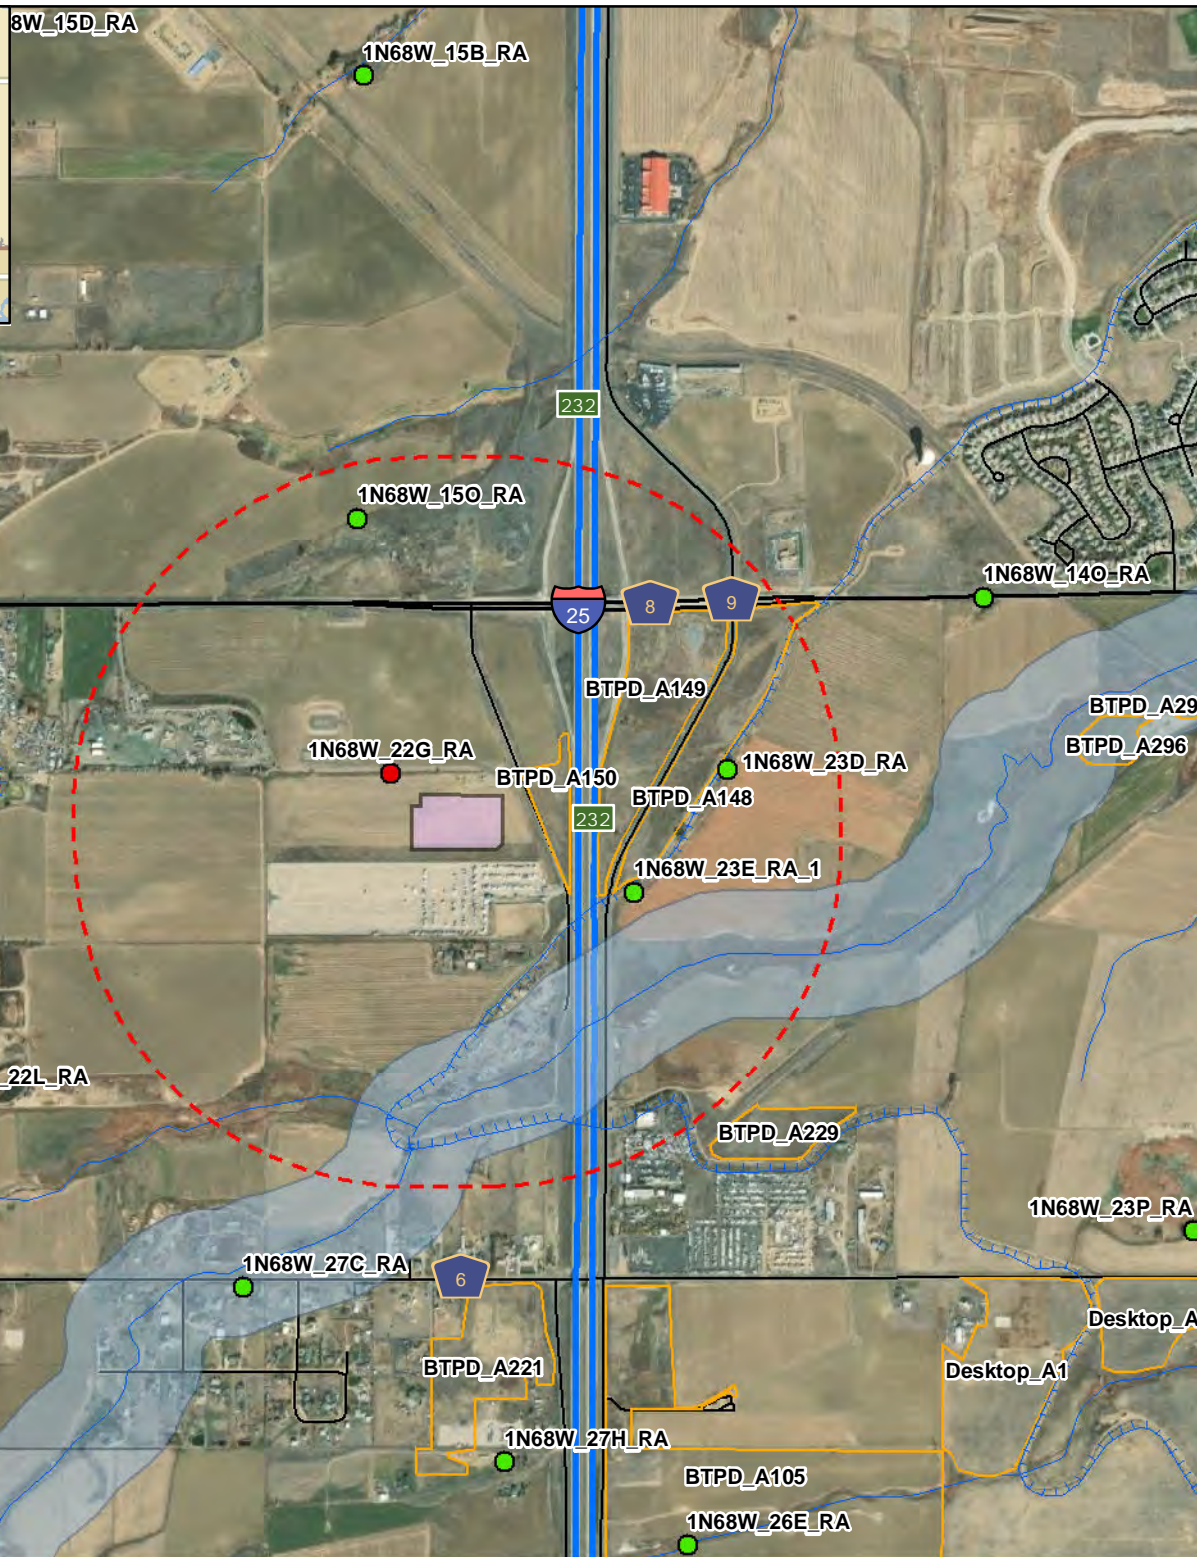 8W_15D_RA
1N68W_15B_RA
232
1N68W_15O_RA
1N68W_14O_RA
25
8
9
BTPD_A149
BTPD_A29
BTPD_A296
1N68W_22G_RA
BTPD_A150
1N68W_23D_RA
BTPD_A148
232
1N68W_23E_RA_1
_22L_RA
BTPD_A229
1N68W_23P_RA
1N68W_27C_RA
6
Desktop_A
BTPD_A221
Desktop_A1
1N68W_27H_RA
BTPD_A105
1N68W_26E_RA